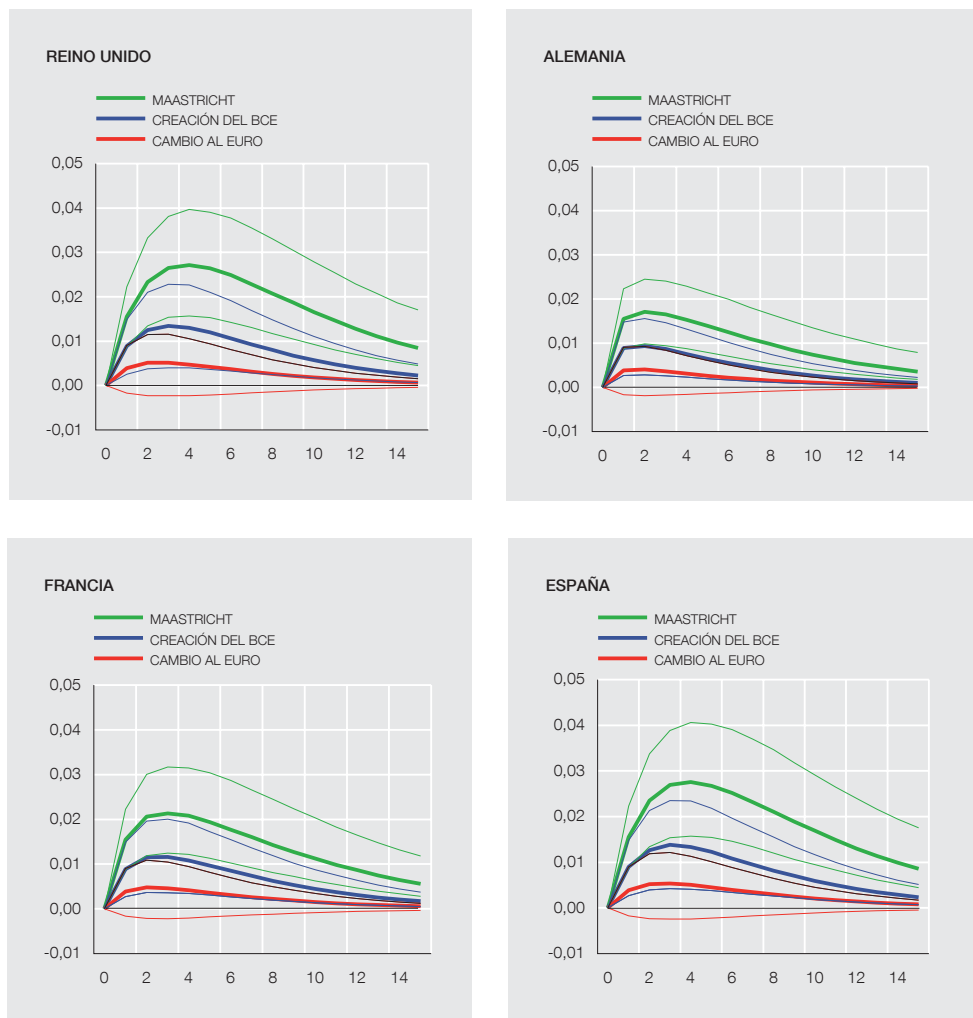 REINO UNIDO
MAASTRICHT
CREACIÓN DEL BCE
CAMBIO AL EURO
0,05
0,04
0,03
0,02
0,01
0,00
-0,01
0 2 4 6 8 10 12 14
ALEMANIA
MAASTRICHT
CREACIÓN DEL BCE
CAMBIO AL EURO
0,05
0,04
0,03
0,02
0,01
0,00
-0,01
0 2 4 6 8 10 12 14
FRANCIA
MAASTRICHT
CREACIÓN DEL BCE
CAMBIO AL EURO
0,05
0,04
0,03
0,02
0,01
0,00
-0,01
0 2 4 6 8 10 12 14
ESPAÑA
MAASTRICHT
CREACIÓN DEL BCE
CAMBIO AL EURO
0,05
0,04
0,03
0,02
0,01
0,00
-0,01
0 2 4 6 8 10 12 14